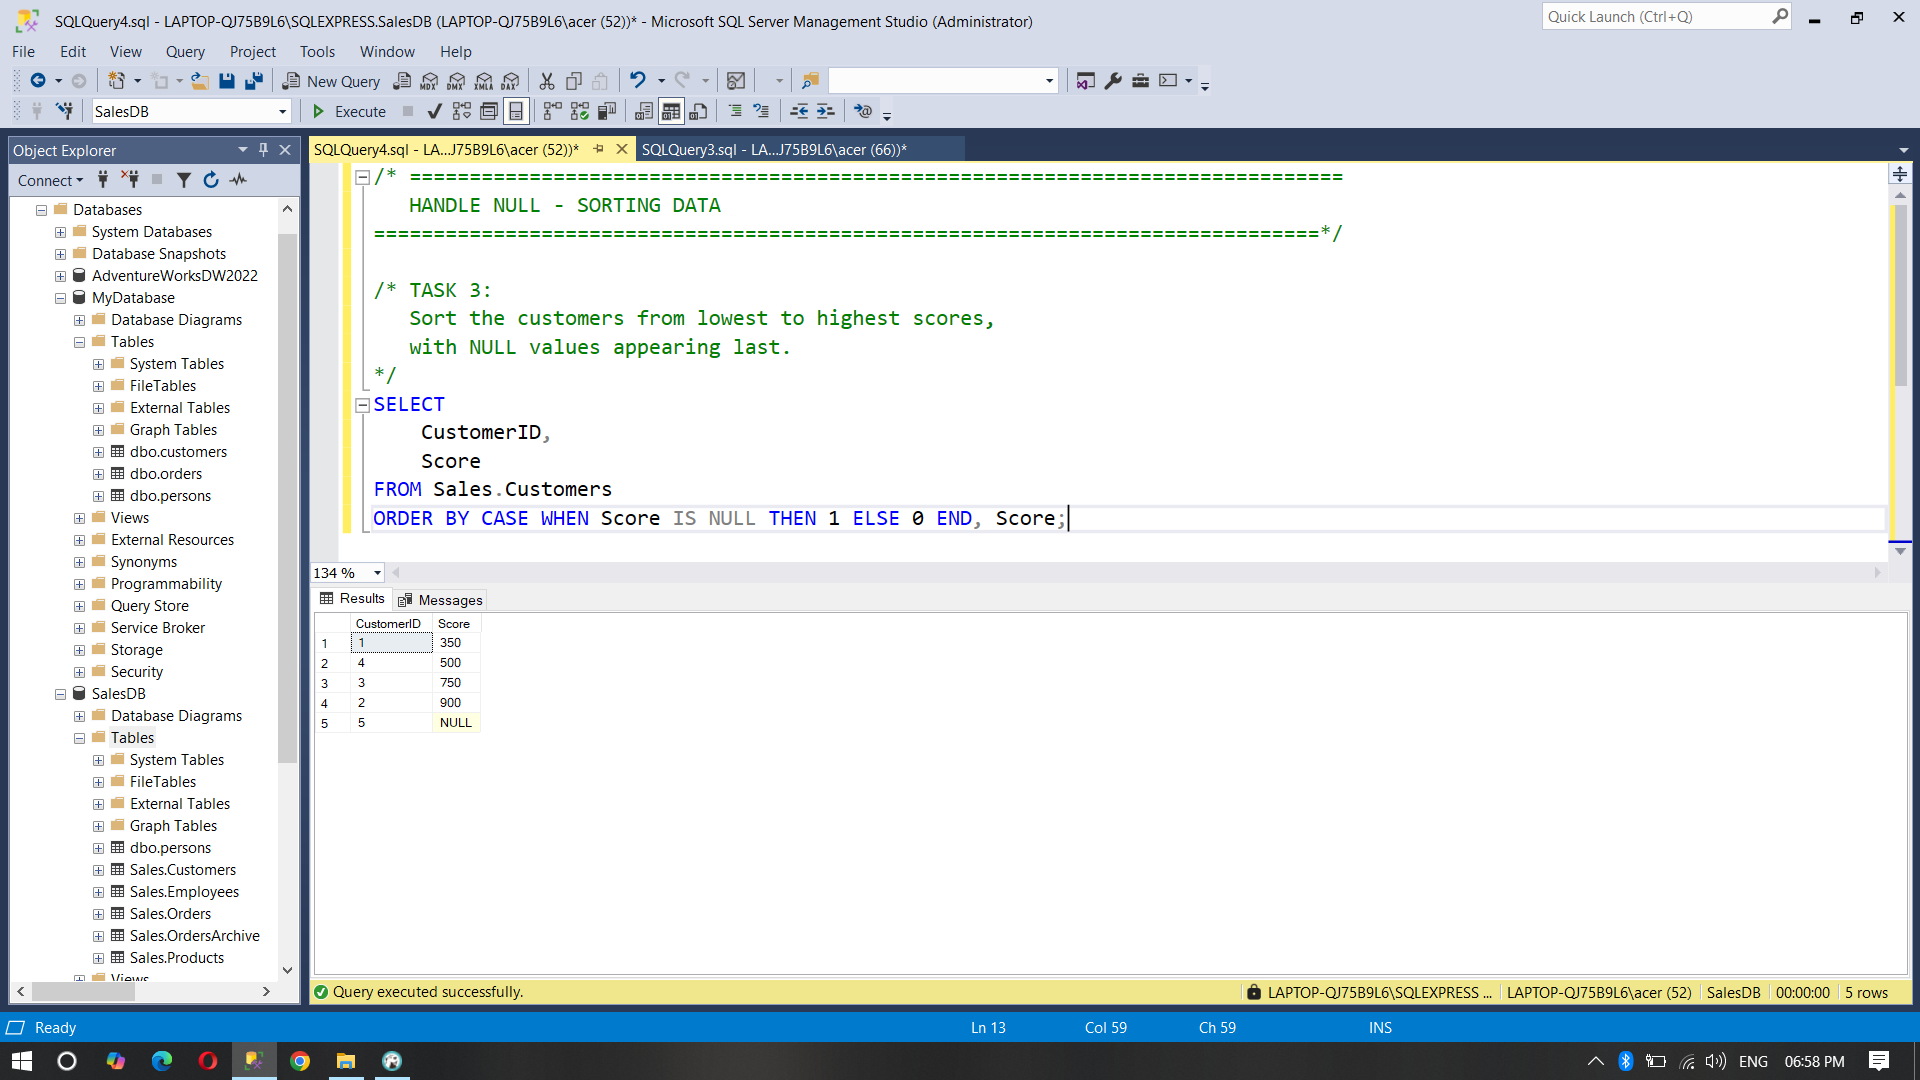 SQLQuery4.sql - LAPTOP-QJ75B9L6\SQLEXPRESS.SalesDB (LAPTOP-QJ75B9L6\acer (52))* - Microsoft SQL Server Management Studio (Administrator)
Quick Launch (Ctrl+Q)
File Edit View Query Project Tools Window Help
New Query
MDX DMX XMLA DAX
SalesDB
Execute
Object Explorer
Connect
Databases
System Databases
Database Snapshots
AdventureWorksDW2022
MyDatabase
Database Diagrams
Tables
System Tables
FileTables
External Tables
Graph Tables
dbo.customers
dbo.orders
dbo.persons
Views
External Resources
Synonyms
Programmability
Query Store
Service Broker
Storage
Security
SalesDB
Database Diagrams
Tables
System Tables
FileTables
External Tables
Graph Tables
dbo.persons
Sales.Customers
Sales.Employees
Sales.Orders
Sales.OrdersArchive
Sales.Products
Views
SQLQuery4.sql - LA...J75B9L6\acer (52))*
SQLQuery3.sql - LA...J75B9L6\acer (66))*
/* ==============================================================================
HANDLE NULL - SORTING DATA
===============================================================================*/
/* TASK 3:
Sort the customers from lowest to highest scores,
with NULL values appearing last.
*/
SELECT
CustomerID,
Score
FROM Sales.Customers
ORDER BY CASE WHEN Score IS NULL THEN 1 ELSE 0 END, Score;
134 %
Results Messages
CustomerID Score
1 1 350
2 4 500
3 3 750
4 2 900
5 5 NULL
Query executed successfully.
LAPTOP-QJ75B9L6\SQLEXPRESS ... LAPTOP-QJ75B9L6\acer (52) SalesDB 00:00:00 5 rows
Ready
Ln 13 Col 59 Ch 59 INS
ENG 06:58 PM